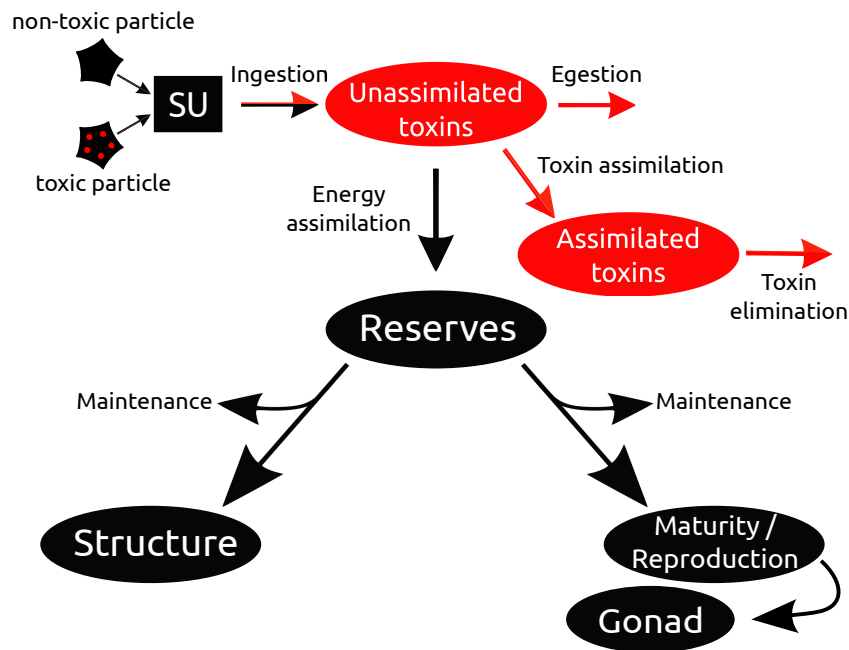 non-toxic particle
SU
toxic particle
Ingestion
Unassimilated
toxins
Egestion
Toxin assimilation
Energy
assimilation
Assimilated
toxins
Toxin
elimination
Reserves
Maintenance
Maintenance
Structure
Maturity /
Reproduction
Gonad